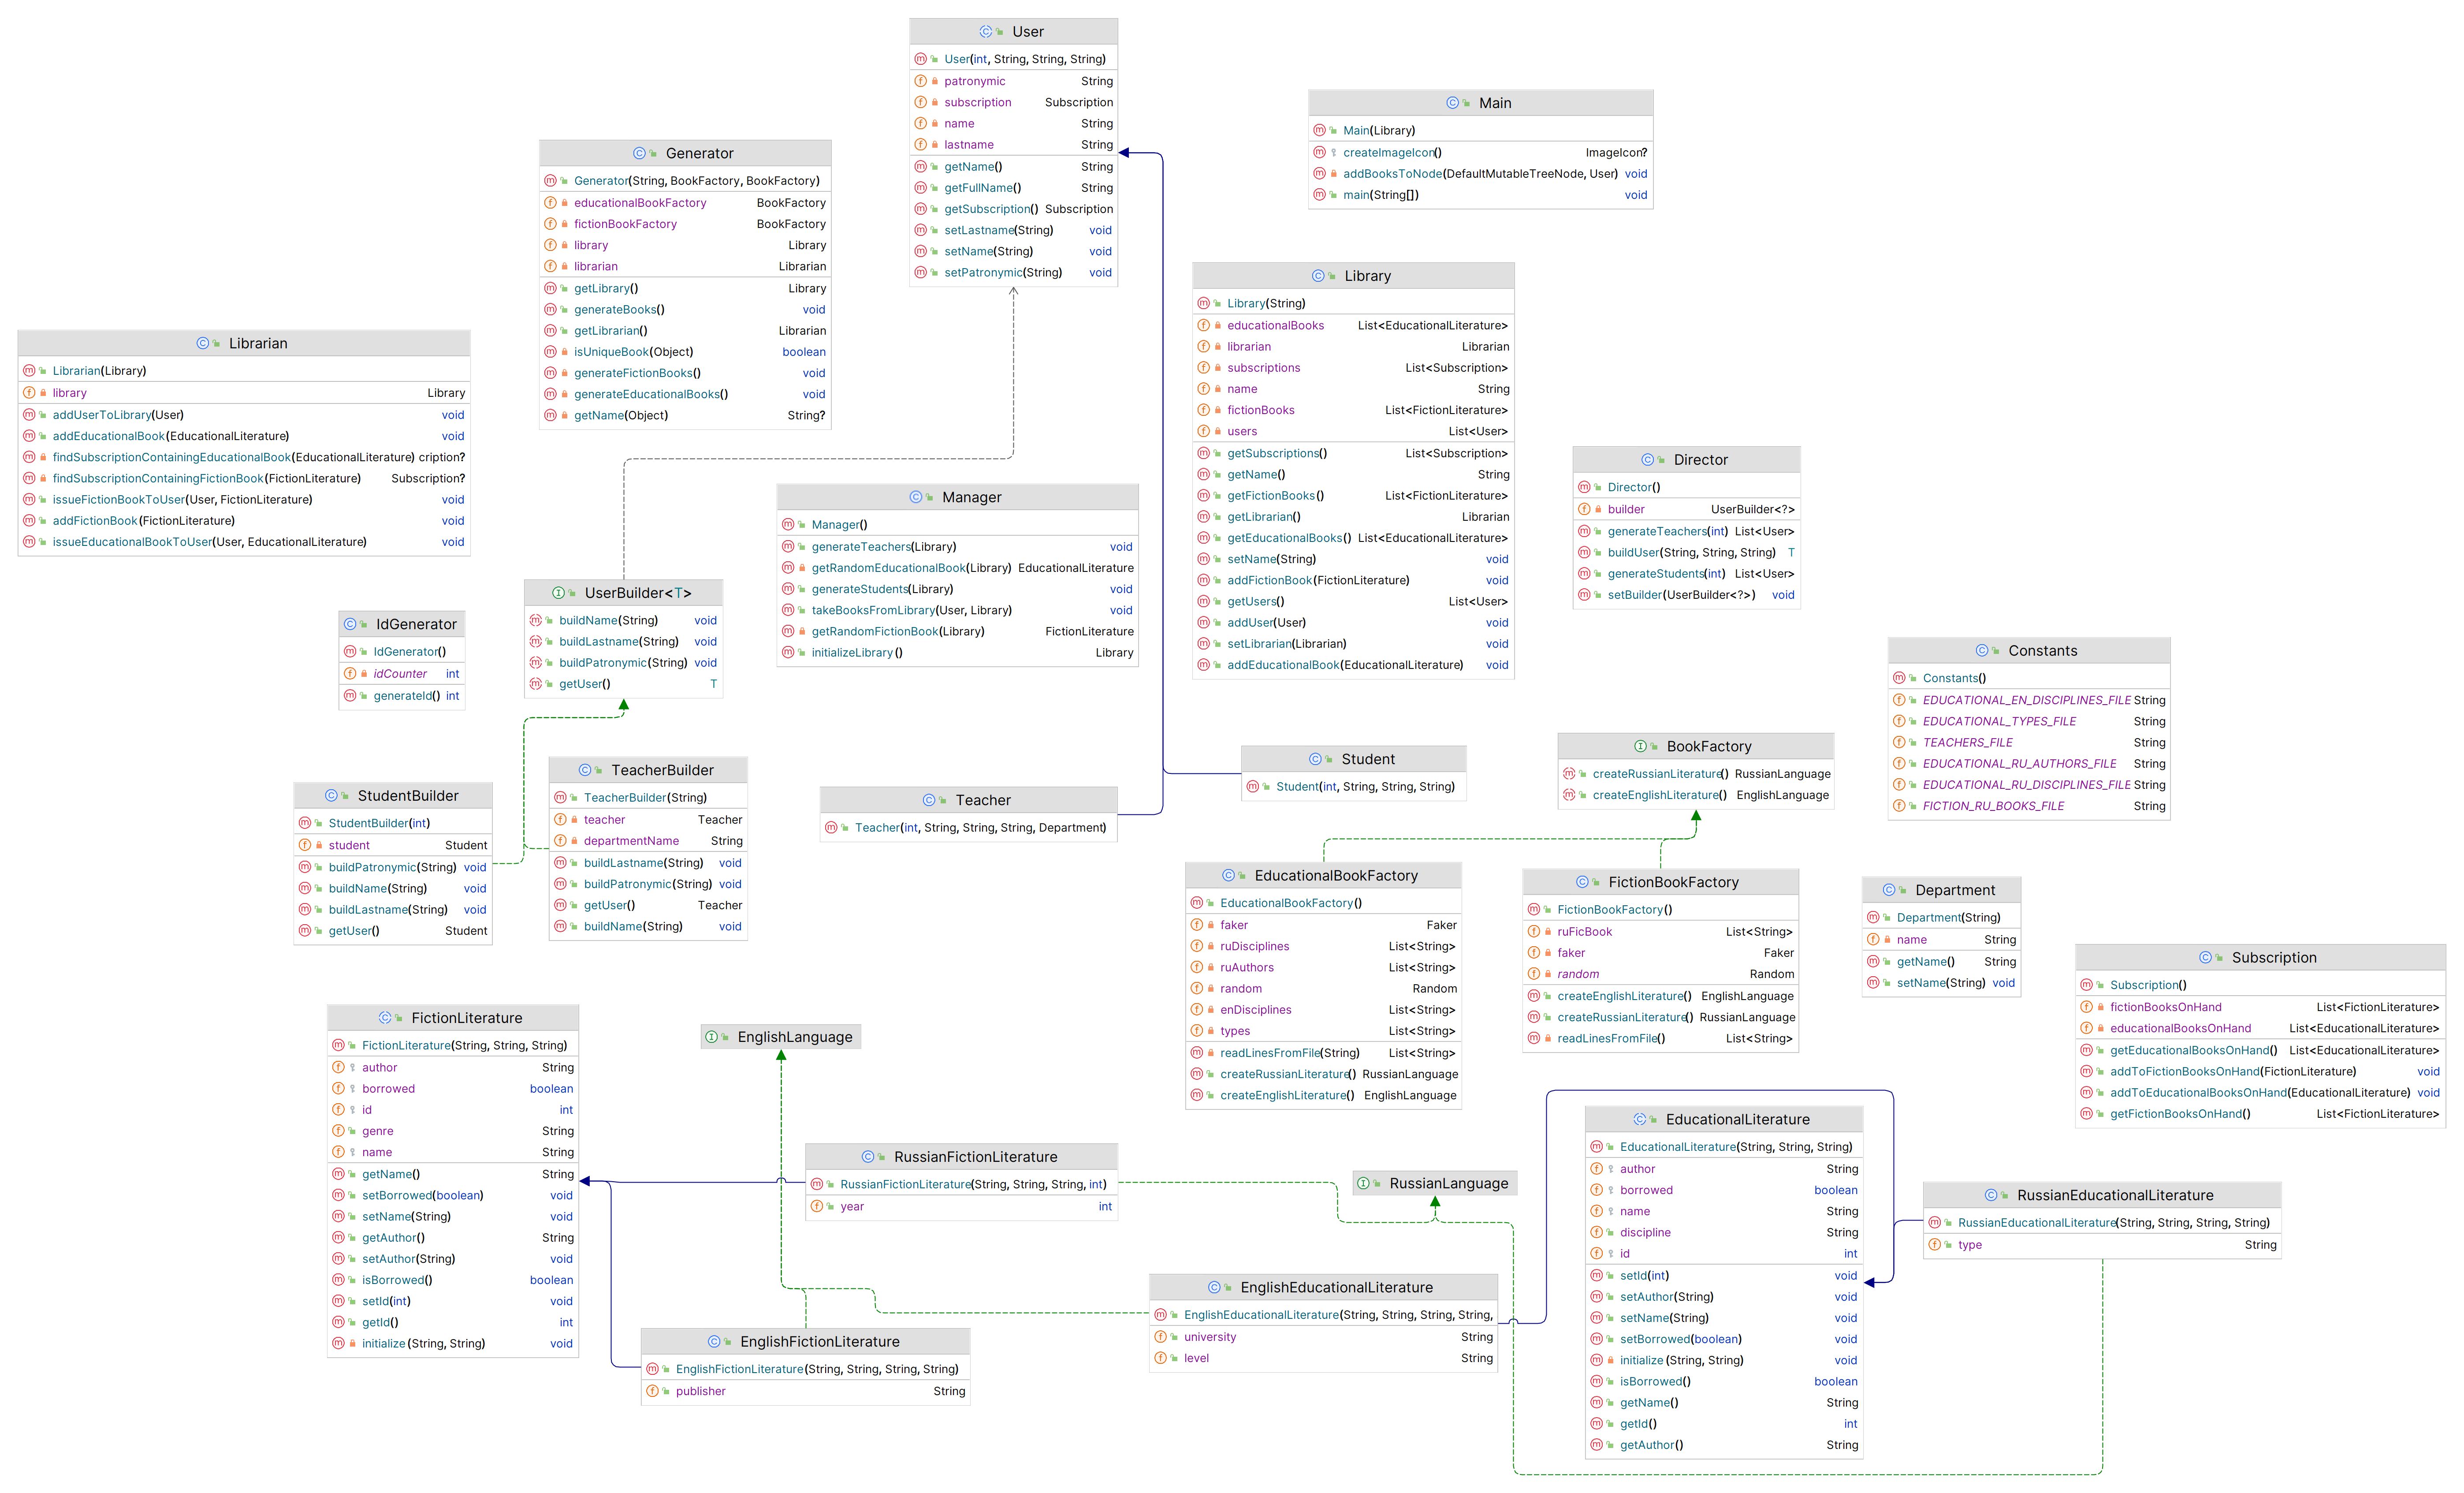 User
User(int, String, String, String)
patronymic String
subscription Subscription
name String
lastname String
getName() String
getFullName() String
getSubscription() Subscription
setLastname(String) void
setName(String) void
setPatronymic(String) void
Main
Main(Library)
createImageIcon() ImageIcon?
addBooksToNode(DefaultMutableTreeNode, User) void
main(String[]) void
Generator
Generator(String, BookFactory, BookFactory)
educationalBookFactory BookFactory
fictionBookFactory BookFactory
library Library
librarian Librarian
getLibrary() Library
generateBooks() void
getLibrarian() Librarian
isUniqueBook(Object) boolean
generateFictionBooks() void
generateEducationalBooks() void
getName(Object) String?
Library
Library(String)
educationalBooks List<EducationalLiterature>
librarian Librarian
subscriptions List<Subscription>
name String
fictionBooks List<FictionLiterature>
users List<User>
getSubscriptions() List<Subscription>
getName() String
getFictionBooks() List<FictionLiterature>
getLibrarian() Librarian
getEducationalBooks() List<EducationalLiterature>
setName(String) void
addFictionBook(FictionLiterature) void
getUsers() List<User>
addUser(User) void
setLibrarian(Librarian) void
addEducationalBook(EducationalLiterature) void
Librarian
Librarian(Library)
library Library
addUserToLibrary(User) void
addEducationalBook(EducationalLiterature) void
findSubscriptionContainingEducationalBook(EducationalLiterature) cription?
findSubscriptionContainingFictionBook(FictionLiterature) Subscription?
issueFictionBookToUser(User, FictionLiterature) void
addFictionBook(FictionLiterature) void
issueEducationalBookToUser(User, EducationalLiterature) void
Director
Director()
builder UserBuilder<?>
generateTeachers(int) List<User>
buildUser(String, String, String) T
generateStudents(int) List<User>
setBuilder(UserBuilder<?>) void
Manager
Manager()
generateTeachers(Library) void
getRandomEducationalBook(Library) EducationalLiterature
generateStudents(Library) void
takeBooksFromLibrary(User, Library) void
getRandomFictionBook(Library) FictionLiterature
initializeLibrary() Library
UserBuilder<T>
buildName(String) void
buildLastname(String) void
buildPatronymic(String) void
getUser() T
IdGenerator
IdGenerator()
idCounter int
generateId() int
Constants
Constants()
EDUCATIONAL_EN_DISCIPLINES_FILE String
EDUCATIONAL_TYPES_FILE String
TEACHERS_FILE String
EDUCATIONAL_RU_AUTHORS_FILE String
EDUCATIONAL_RU_DISCIPLINES_FILE String
FICTION_RU_BOOKS_FILE String
BookFactory
createRussianLiterature() RussianLanguage
createEnglishLiterature() EnglishLanguage
Student
Student(int, String, String, String)
TeacherBuilder
TeacherBuilder(String)
teacher Teacher
departmentName String
buildLastname(String) void
buildPatronymic(String) void
getUser() Teacher
buildName(String) void
StudentBuilder
StudentBuilder(int)
student Student
buildPatronymic(String) void
buildName(String) void
buildLastname(String) void
getUser() Student
Teacher
Teacher(int, String, String, String, Department)
EducationalBookFactory
EducationalBookFactory()
faker Faker
ruDisciplines List<String>
ruAuthors List<String>
random Random
enDisciplines List<String>
types List<String>
readLinesFromFile(String) List<String>
createRussianLiterature() RussianLanguage
createEnglishLiterature() EnglishLanguage
FictionBookFactory
FictionBookFactory()
ruFicBook List<String>
faker Faker
random Random
createEnglishLiterature() EnglishLanguage
createRussianLiterature() RussianLanguage
readLinesFromFile() List<String>
Department
Department(String)
name String
getName() String
setName(String) void
Subscription
Subscription()
fictionBooksOnHand List<FictionLiterature>
educationalBooksOnHand List<EducationalLiterature>
getEducationalBooksOnHand() List<EducationalLiterature>
addToFictionBooksOnHand(FictionLiterature) void
addToEducationalBooksOnHand(EducationalLiterature) void
getFictionBooksOnHand() List<FictionLiterature>
FictionLiterature
FictionLiterature(String, String, String)
author String
borrowed boolean
id int
genre String
name String
getName() String
setBorrowed(boolean) void
setName(String) void
getAuthor() String
setAuthor(String) void
isBorrowed() boolean
setId(int) void
getId() int
initialize(String, String) void
EnglishLanguage
RussianFictionLiterature
RussianFictionLiterature(String, String, String, int)
year int
RussianLanguage
EducationalLiterature
EducationalLiterature(String, String, String)
author String
borrowed boolean
name String
discipline String
id int
setId(int) void
setAuthor(String) void
setName(String) void
setBorrowed(boolean) void
initialize(String, String) void
isBorrowed() boolean
getName() String
getId() int
getAuthor() String
RussianEducationalLiterature
RussianEducationalLiterature(String, String, String, String)
type String
EnglishEducationalLiterature
EnglishEducationalLiterature(String, String, String, String,
university String
level String
EnglishFictionLiterature
EnglishFictionLiterature(String, String, String, String)
publisher String